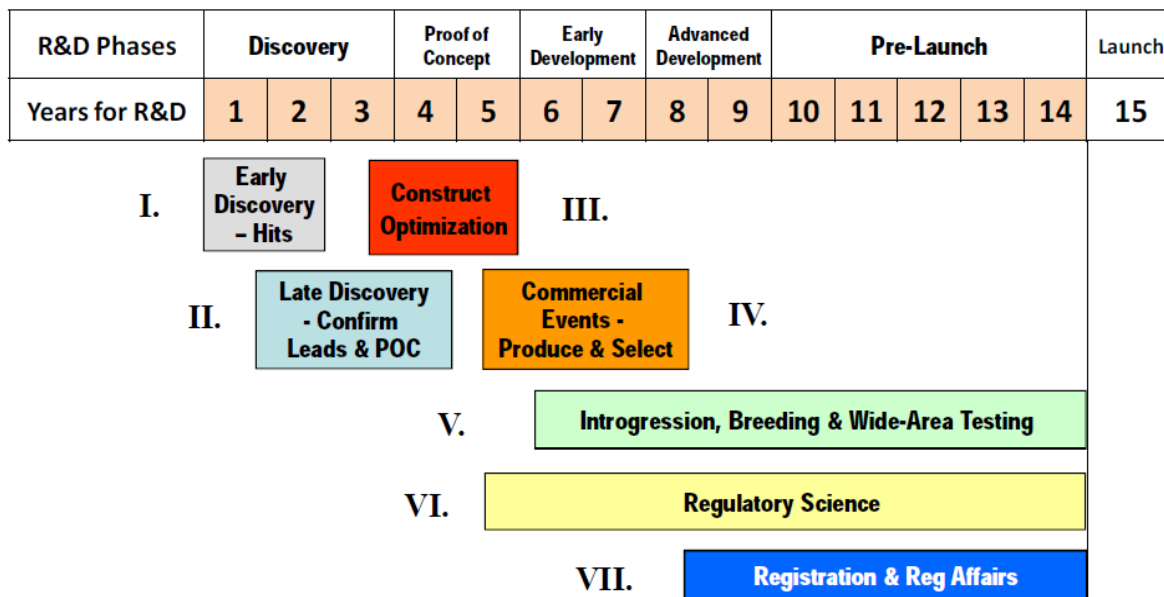 R&D Phases Discovery Proof of Concept Early Development Advanced Development Pre-Launch Launch
Years for R&D 1 2 3 4 5 6 7 8 9 10 11 12 13 14 15
I.
Early
Discovery
– Hits
Construct
Optimization
III.
II.
Late Discovery
- Confirm
Leads & POC
Commercial
Events -
Produce & Select
IV.
V.
Introgression, Breeding & Wide-Area Testing
VI.
Regulatory Science
VII.
Registration & Reg Affairs